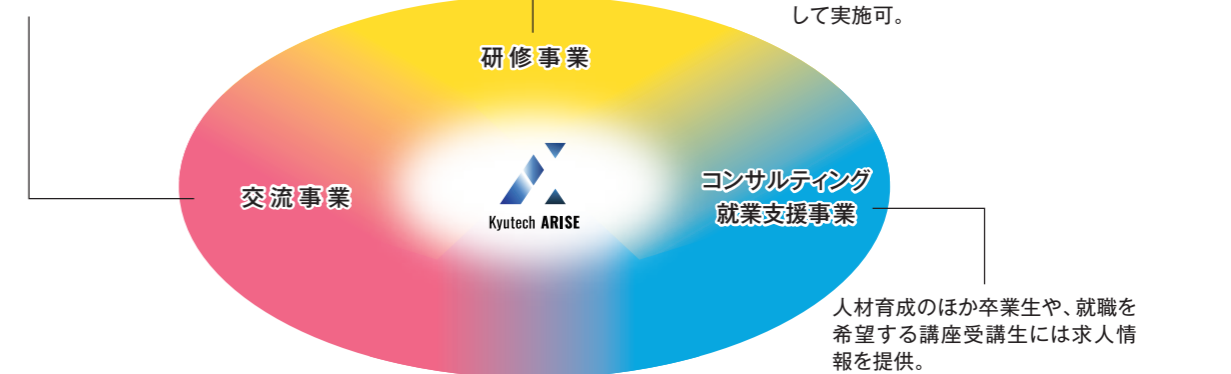 して実施可。
研修事業
交流事業
Kyutech ARISE
コンサルティング
就業支援事業
人材育成のほか卒業生や、就職を
希望する講座受講生には求人情
報を提供。